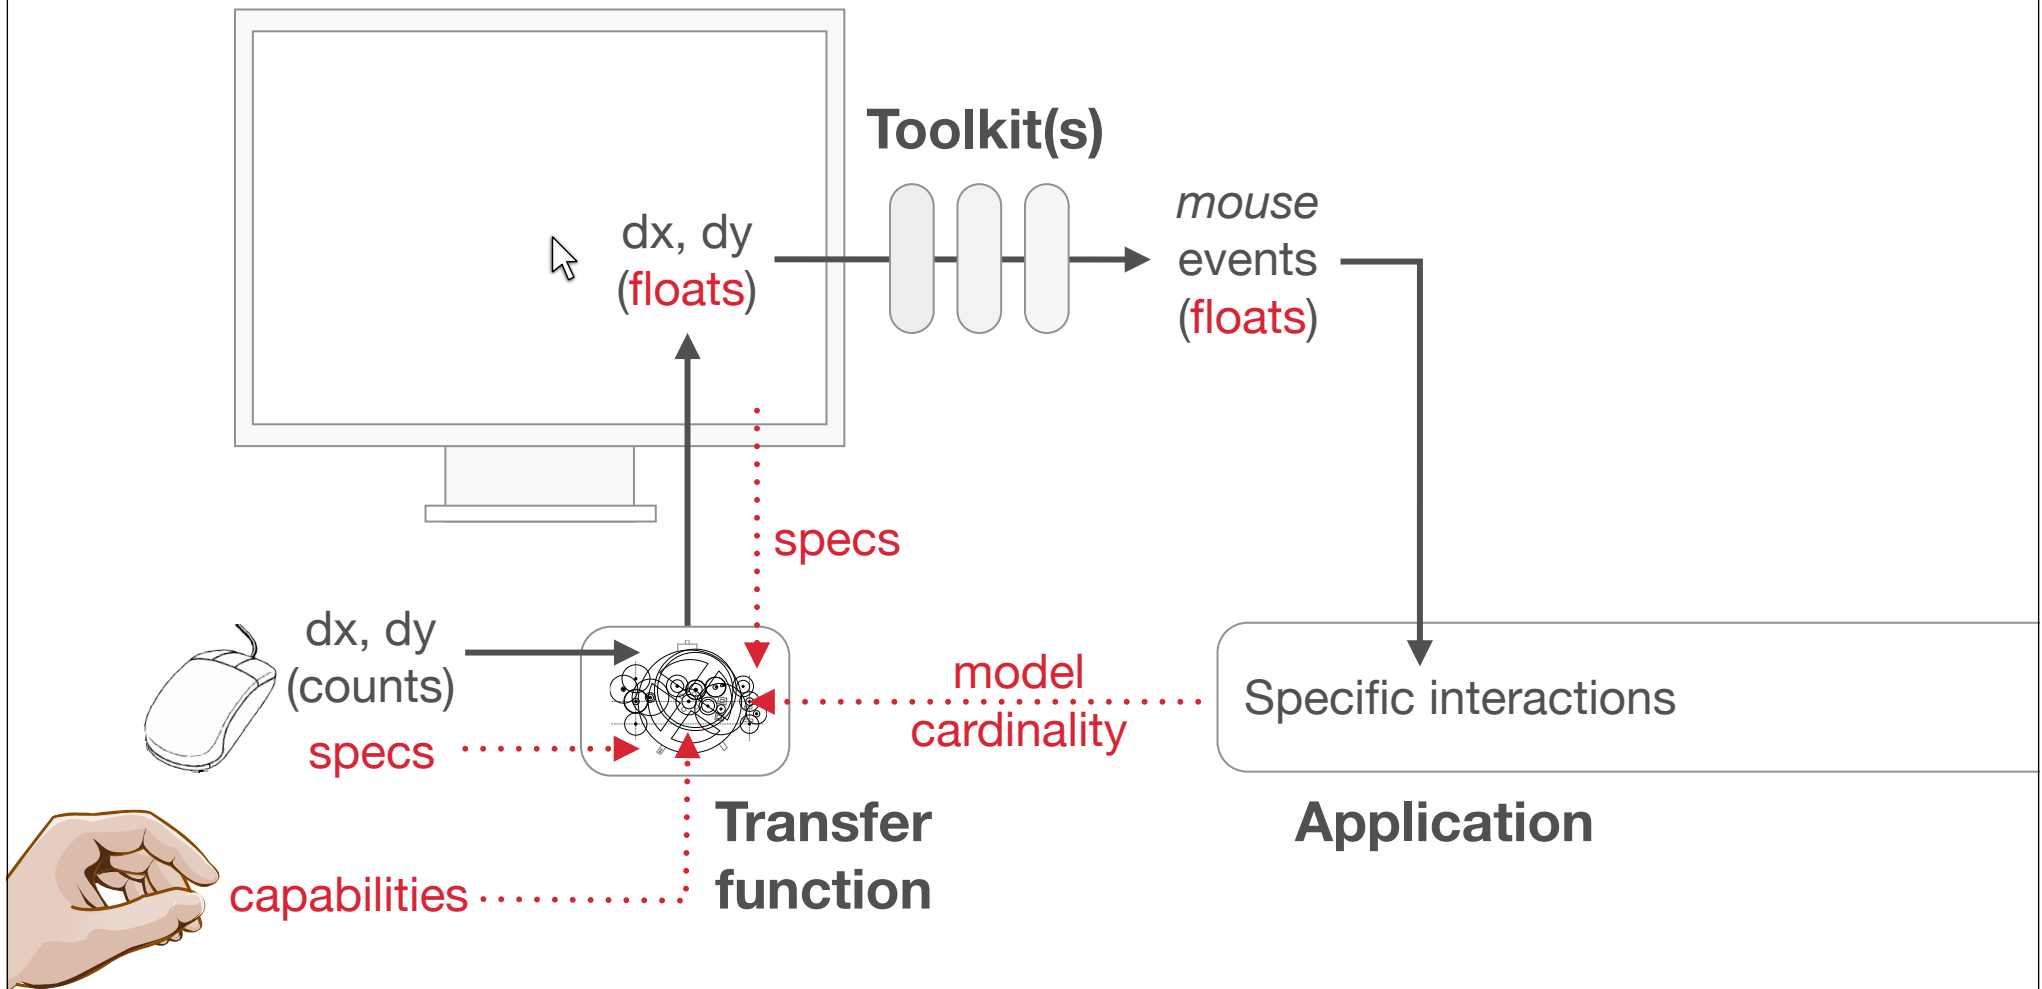 Toolkit(s)
dx, dy
(floats)
mouse
events
(floats)
specs
dx, dy
(counts)
specs
model
cardinality
Specific interactions
capabilities
Transfer
function
Application